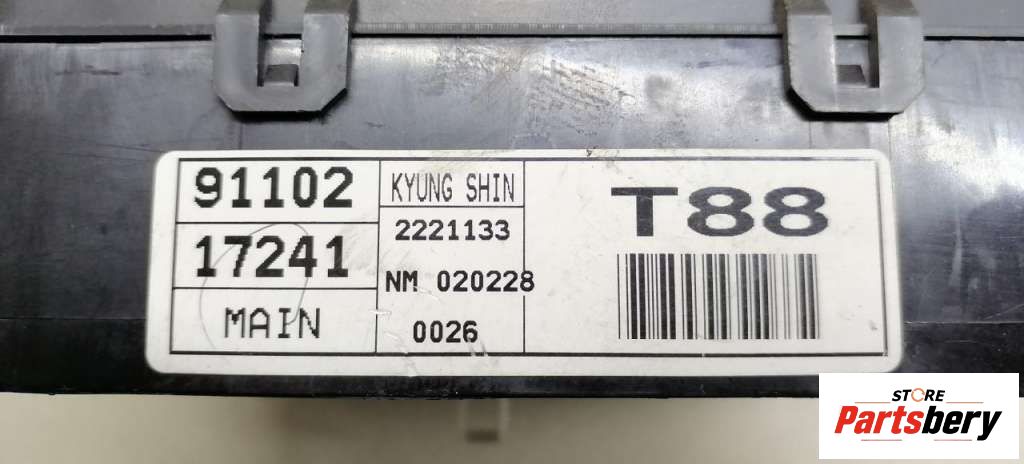 91102
17241
MAIN
KYUNG SHIN
2221133
NM 020228
0026
T88
STORE
Partsbery